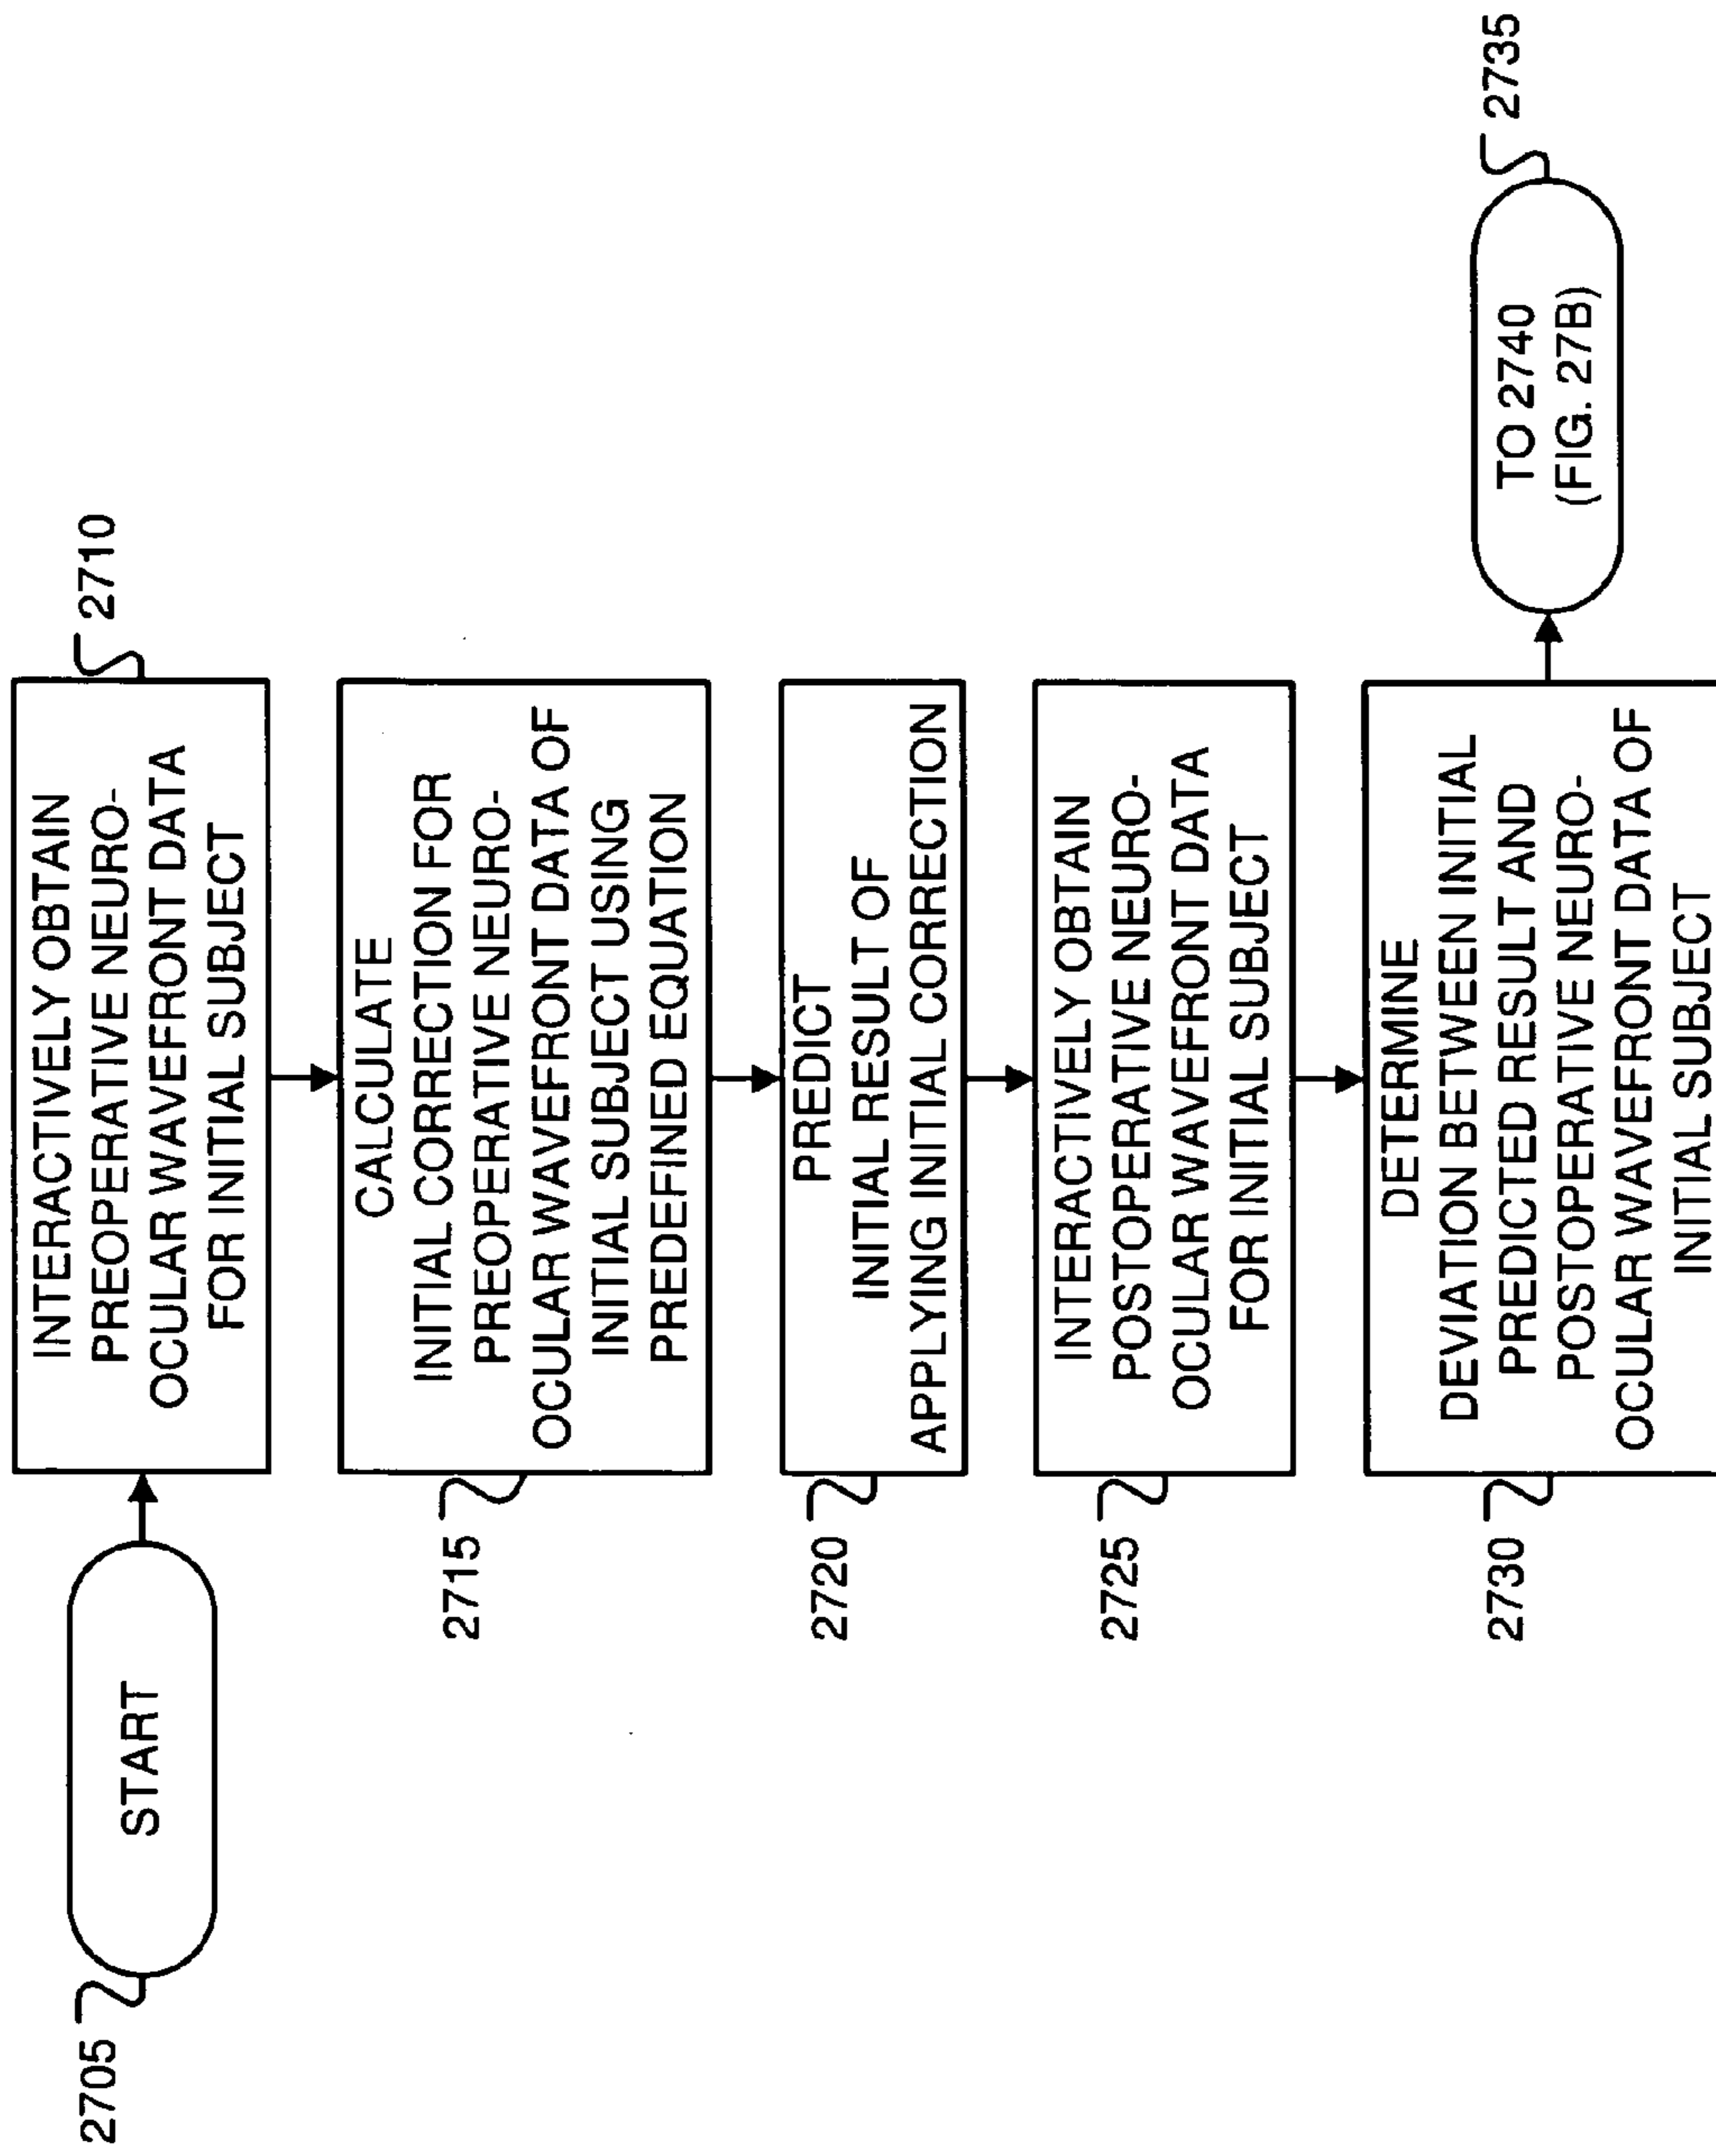 2705
START
INTERACTIVELY OBTAIN
PREOPERATIVE NEURO-
OCULAR WAVEFRONT DATA
FOR INITIAL SUBJECT
2710
2715
CALCULATE
INITIAL CORRECTION FOR
PREOPERATIVE NEURO-
OCULAR WAVEFRONT DATA OF
INITIAL SUBJECT USING
PREDEFINED EQUATION
2720
PREDICT
INITIAL RESULT OF
APPLYING INITIAL CORRECTION
2725
INTERACTIVELY OBTAIN
POSTOPERATIVE NEURO-
OCULAR WAVEFRONT DATA
FOR INITIAL SUBJECT
2730
DETERMINE
DEVIATION BETWEEN INITIAL
PREDICTED RESULT AND
POSTOPERATIVE NEURO-
OCULAR WAVEFRONT DATA OF
INITIAL SUBJECT
TO 2740
(FIG. 27B)
2735